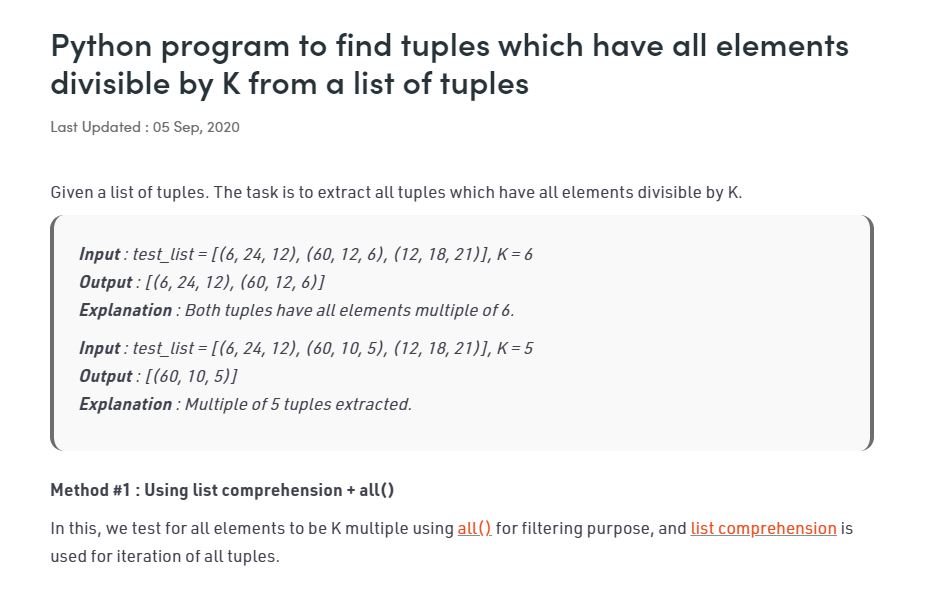 Python program to find tuples which have all elements
divisible by K from a list of tuples
Last Updated : 05 Sep, 2020
Given a list of tuples. The task is to extract all tuples which have all elements divisible by K.
Input : test_list = [(6, 24, 12), (60, 12, 6), (12, 18, 21)], K = 6
Output : [(6, 24, 12), (60, 12, 6)]
Explanation : Both tuples have all elements multiple of 6.
Input : test_list = [(6, 24, 12), (60, 10, 5), (12, 18, 21)], K = 5
Output : [(60, 10, 5)]
Explanation : Multiple of 5 tuples extracted.
Method #1 : Using list comprehension + all()
In this, we test for all elements to be K multiple using all() for filtering purpose, and list comprehension is
used for iteration of all tuples.